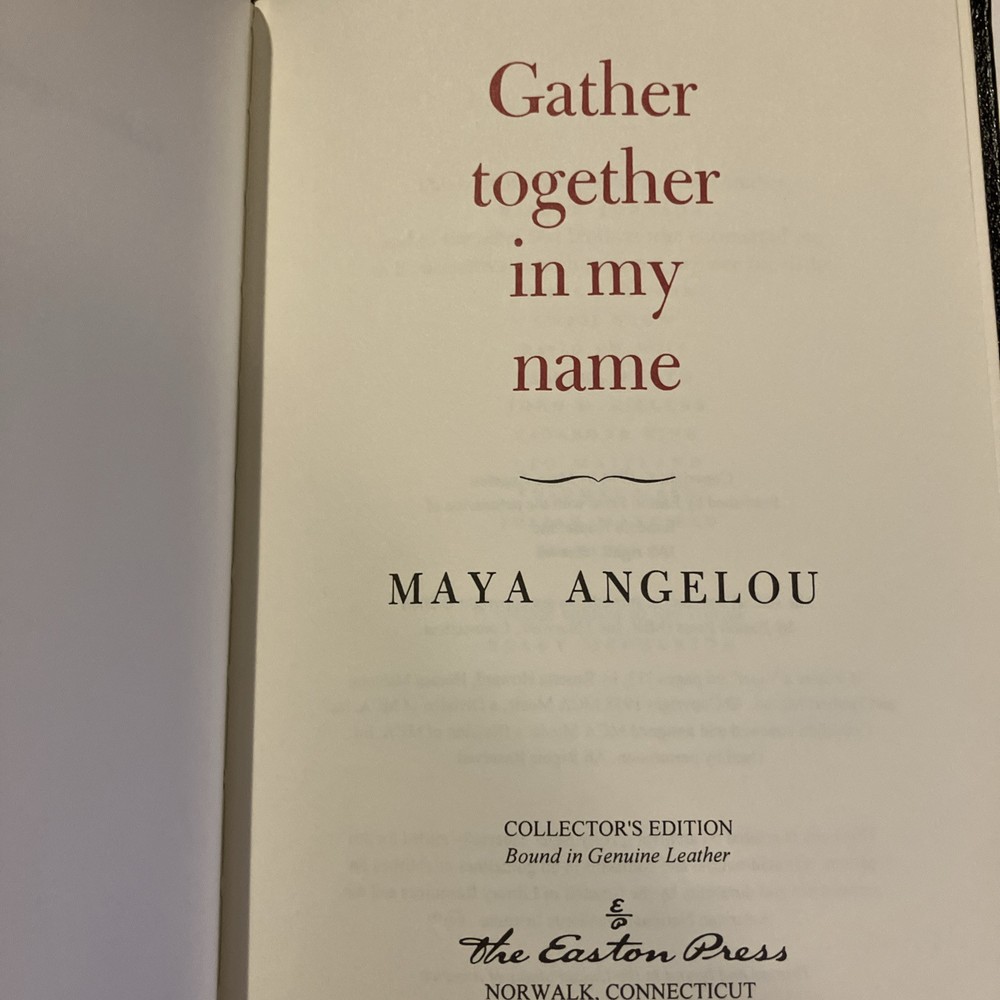 Gather
together
in my
name
MAYA ANGELOU
COLLECTOR'S EDITION
Bound in Genuine Leather
The Easton Press
NORWALK, CONNECTICUT